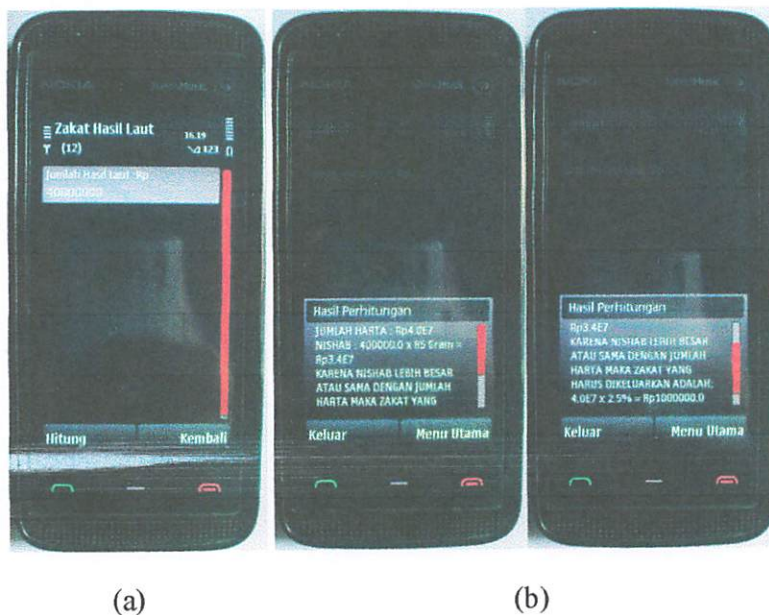 Zakat Hasil Laut
16.19
(12)
123
Jumlah Hasil Laut :Rp
40000000
Hitung
Kembali
Hasil Perhitungan
JUMLAH HARTA : Rp4.0E7
NISHAB : 400000.0 x 85 Gram =
Rp3.4E7
KARENA NISHAB LEBIH BESAR
ATAU SAMA DENGAN JUMLAH
HARTA MAKA ZAKAT YANG
Keluar
Menu Utama
Hasil Perhitungan
Rp3.4E7
KARENA NISHAB LEBIH BESAR
ATAU SAMA DENGAN JUMLAH
HARTA MAKA ZAKAT YANG
HARUS DIKELUARKAN ADALAH:
4.0E7 x 2.5% = Rp1000000.0
Keluar
Menu Utama
(a)
(b)